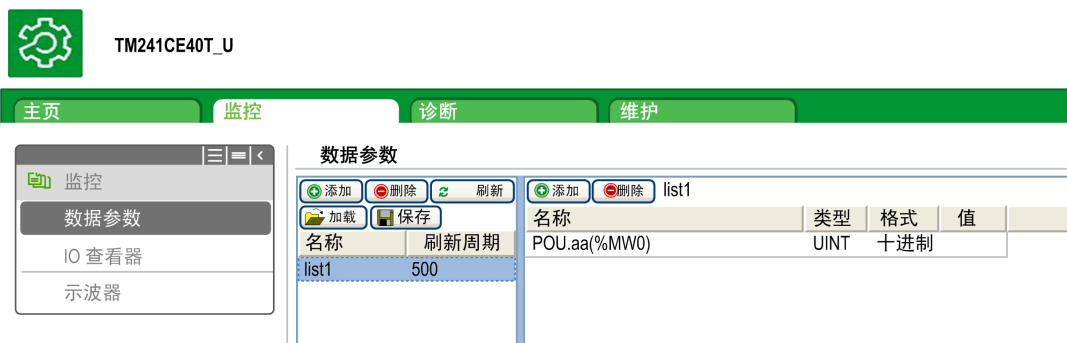 TM241CE40T_U
主页 监控 诊断 维护
监控
数据参数
IO 查看器
示波器
数据参数
添加 删除 刷新
加载 保存
名称 刷新周期
list1 500
添加 删除 list1
名称 类型 格式 值
POU.aa(%MW0) UINT 十进制